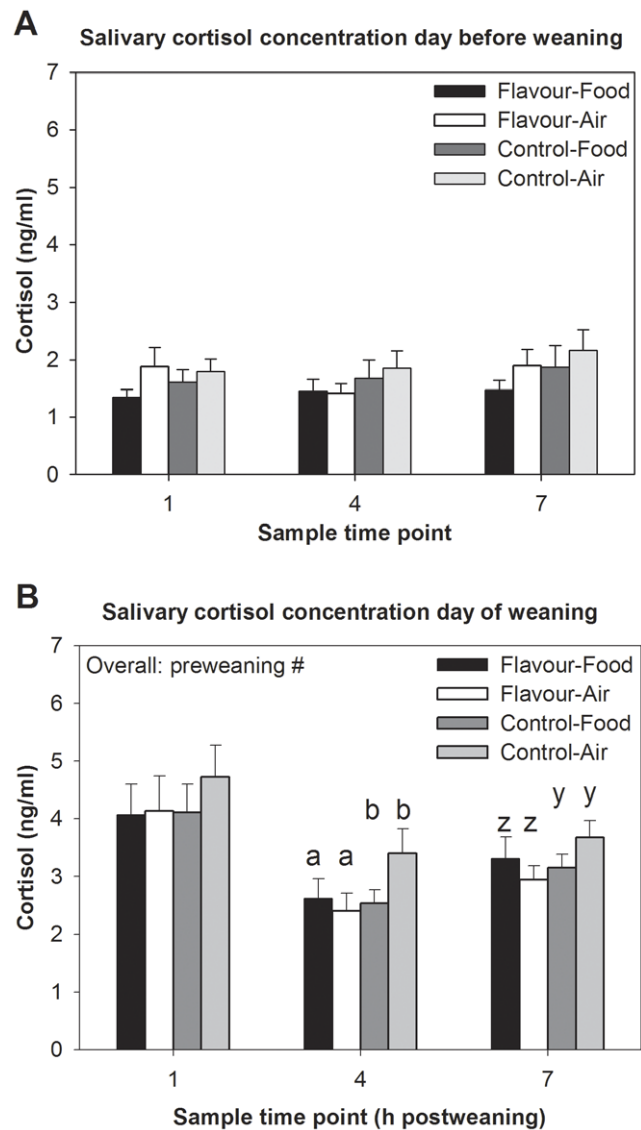 A
Salivary cortisol concentration day before weaning
7
6
5
4
3
2
1
0
Cortisol (ng/ml)
Flavour-Food
Flavour-Air
Control-Food
Control-Air
1 4 7
Sample time point
B
Salivary cortisol concentration day of weaning
7
6
5
4
3
2
1
0
Cortisol (ng/ml)
Overall: preweaning #
Flavour-Food
Flavour-Air
Control-Food
Control-Air
a a b b
z z y y
1 4 7
Sample time point (h postweaning)